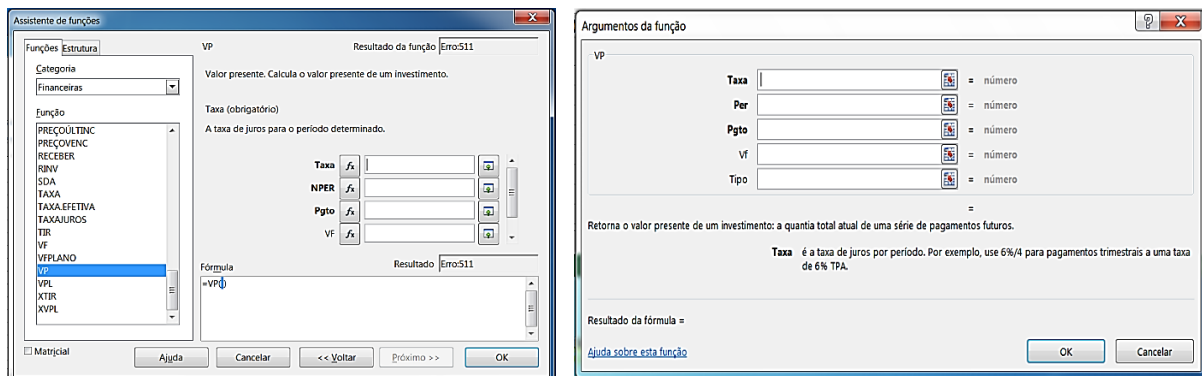 Assistente de funções
Funções Estrutura
VP
Resultado da função Erro:511
Categoria
Financeiras
Valor presente. Calcula o valor presente de um investimento.
Função
PREÇOÚLTINC
PREÇOVENC
RECEBER
RINV
SDA
TAXA
TAXA.EFETIVA
TAXAJUROS
TIR
VF
VFPLANO
VP
VPL
XTIR
XVPL
Taxa (obrigatório)
A taxa de juros para o período determinado.
Taxa fx
NPER fx
Pgto fx
VF fx
Fórmula
Resultado Erro:511
=VP()
Matricial
Ajuda
Cancelar
<< Voltar
Próximo >>
OK
Argumentos da função
VP
Taxa = número
Per = número
Pgto = número
Vf = número
Tipo = número
=
Retorna o valor presente de um investimento: a quantia total atual de uma série de pagamentos futuros.
Taxa é a taxa de juros por período. Por exemplo, use 6%/4 para pagamentos trimestrais a uma taxa
de 6% TPA.
Resultado da fórmula =
Ajuda sobre esta função
OK
Cancelar